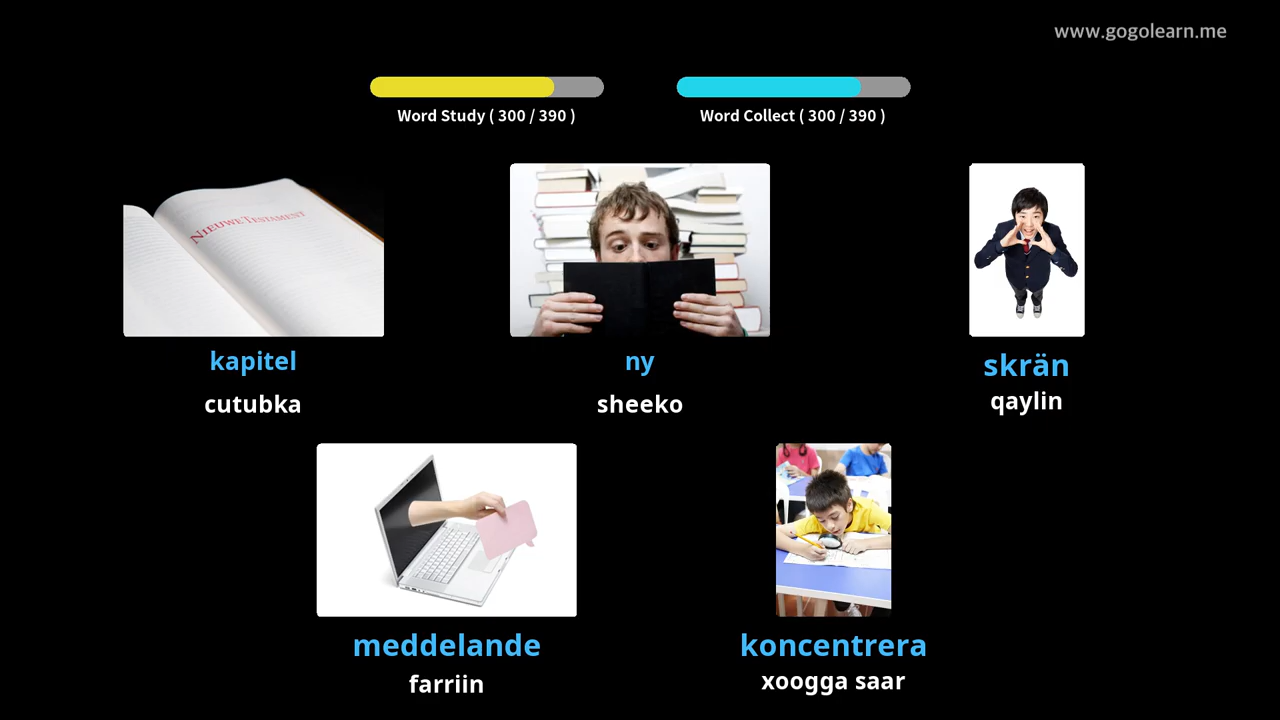 www.gogolearn.me
Word Study ( 300 / 390 )
Word Collect ( 300 / 390 )
NIEUWE TESTAMENT
kapitel
cutubka
ny
sheeko
skrän
qaylin
meddelande
farriin
koncentrera
xoogga saar